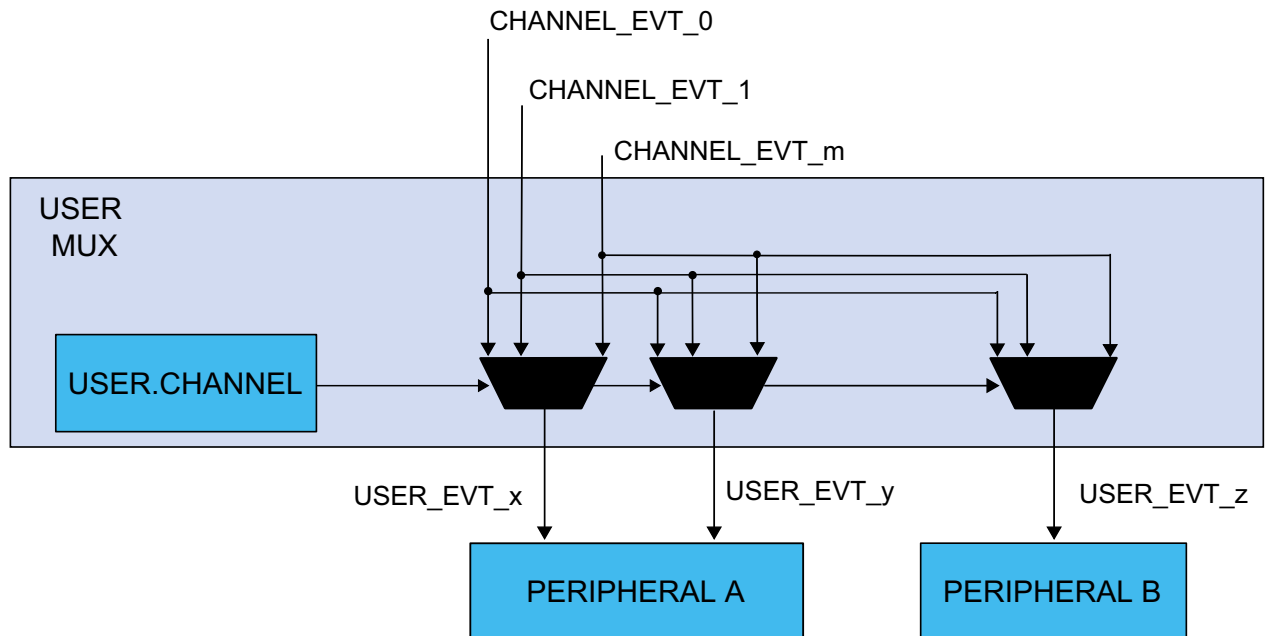 CHANNEL_EVT_0
CHANNEL_EVT_1
CHANNEL_EVT_m
USER
MUX
USER.CHANNEL
USER_EVT_x
USER_EVT_y
USER_EVT_z
PERIPHERAL A
PERIPHERAL B